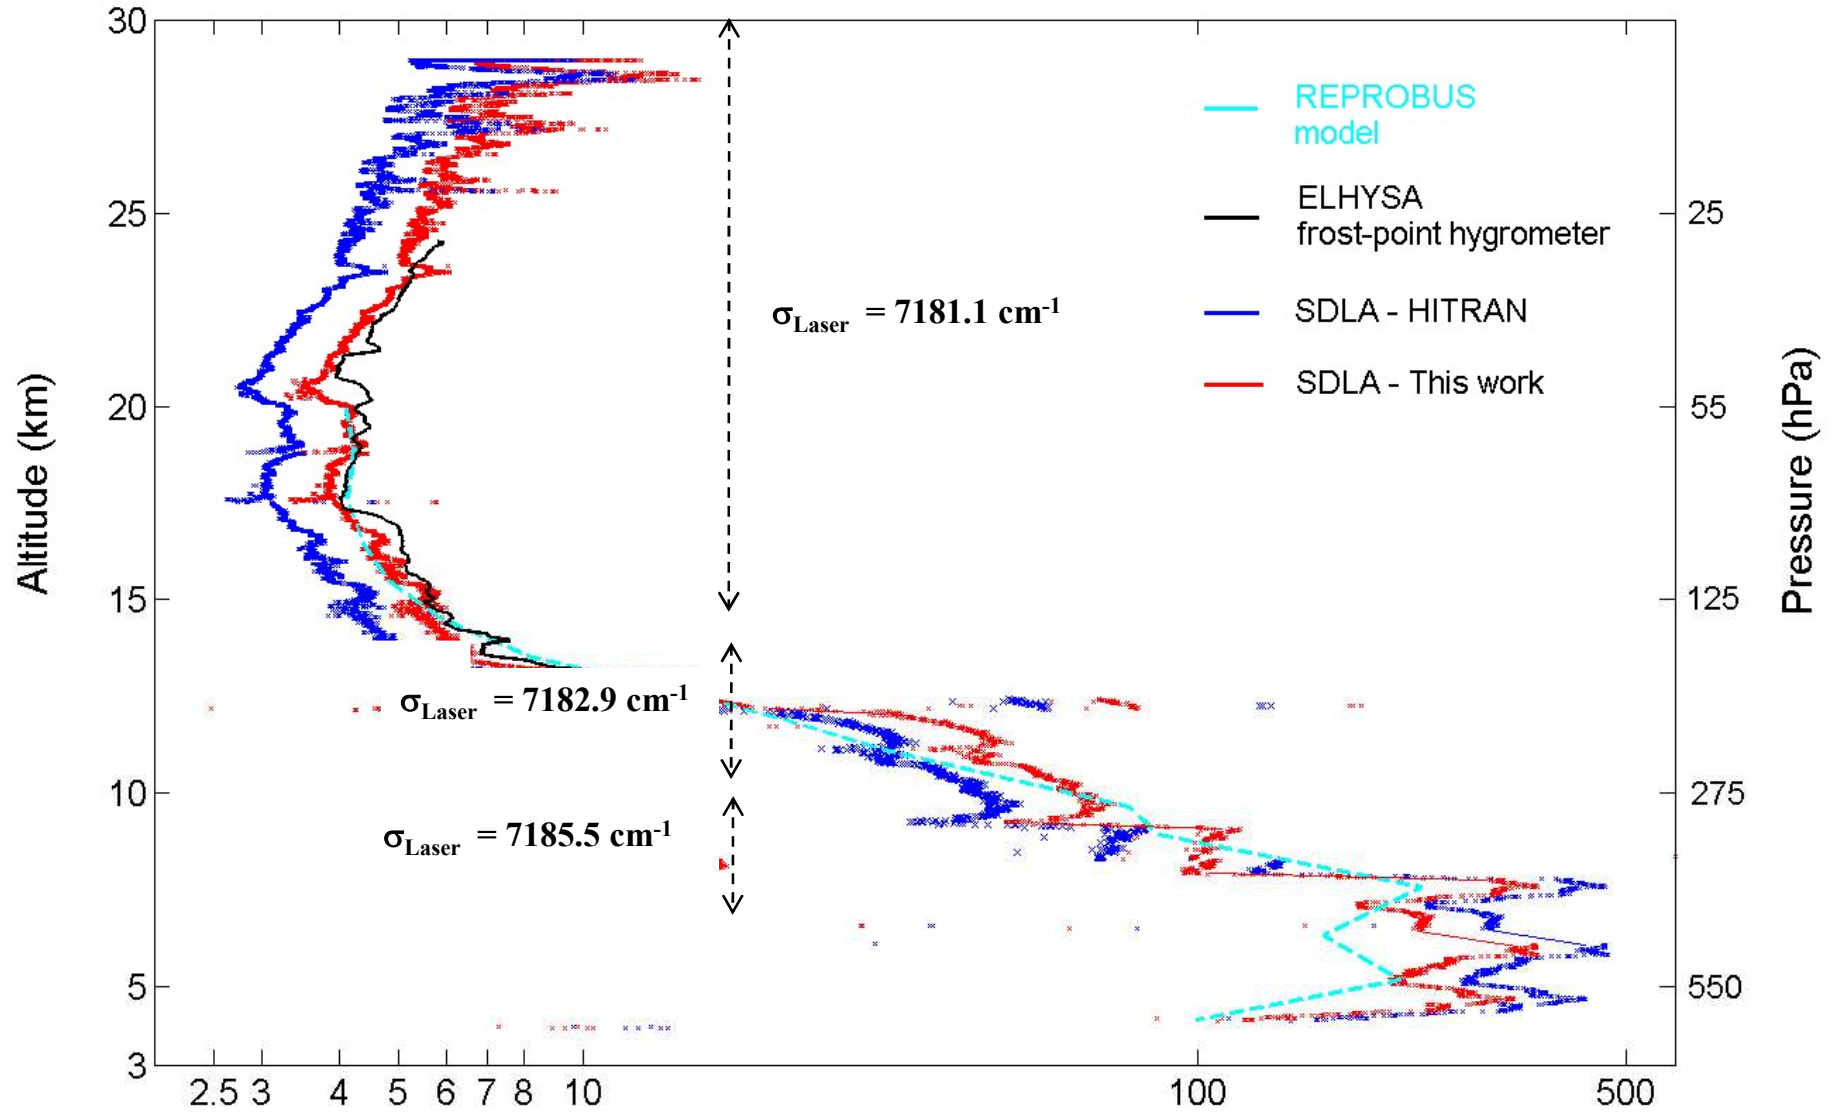 30
25
20
15
10
5
3
Altitude (km)
2.5 3 4 5 6 7 8 10 100 500
25
55
125
275
550
Pressure (hPa)
REPROBUS
model
ELHYSA
frost-point hygrometer
SDLA - HITRAN
SDLA - This work
σLaser = 7181.1 cm-1
σLaser = 7182.9 cm-1
σLaser = 7185.5 cm-1